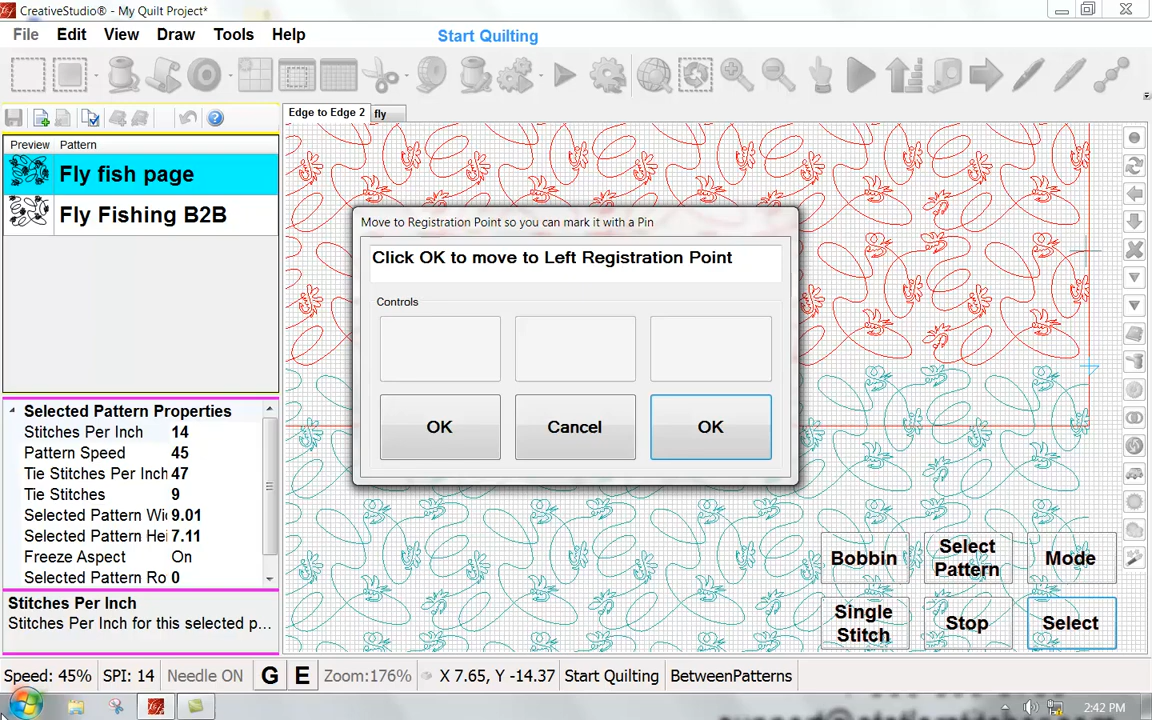 CreativeStudio® - My Quilt Project*
File Edit View Draw Tools Help Start Quilting
Edge to Edge 2 fly
Preview Pattern
Fly fish page
Fly Fishing B2B
Move to Registration Point so you can mark it with a Pin
Click OK to move to Left Registration Point
Controls
OK Cancel OK
Selected Pattern Properties
Stitches Per Inch 14
Pattern Speed 45
Tie Stitches Per Inch 47
Tie Stitches 9
Selected Pattern Wi 9.01
Selected Pattern Hei 7.11
Freeze Aspect On
Selected Pattern Ro 0
Stitches Per Inch
Stitches Per Inch for this selected p...
Bobbin Select Pattern Mode
Single Stitch Stop Select
Speed: 45% SPI: 14 Needle ON G E Zoom:176% X 7.65, Y -14.37 Start Quilting BetweenPatterns
2:42 PM